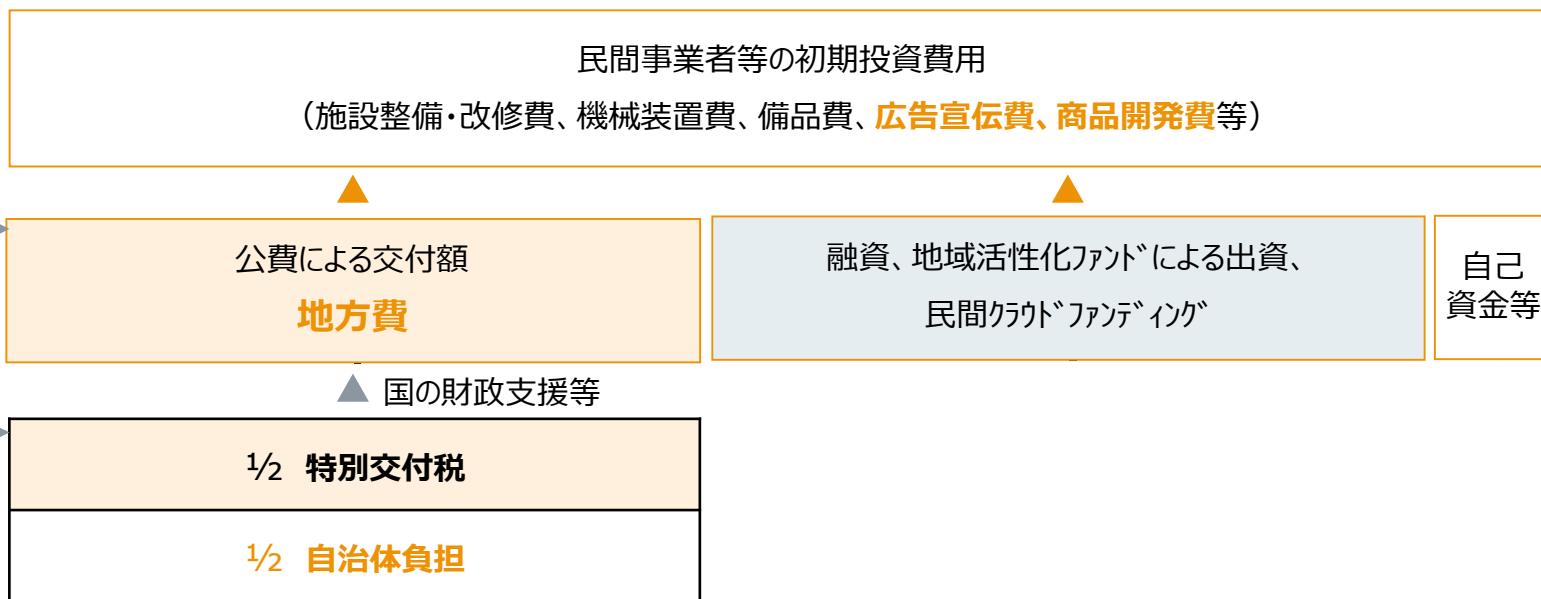 民間事業者等の初期投資費用
（施設整備・改修費、機械装置費、備品費、広告宣伝費、商品開発費等）
公費による交付額
地方費
融資、地域活性化ﾌｧﾝﾄﾞによる出資、
民間ｸﾗｳﾄﾞﾌｧﾝﾃﾞｨﾝｸﾞ
自己
資金等
国の財政支援等
½ 特別交付税
½ 自治体負担